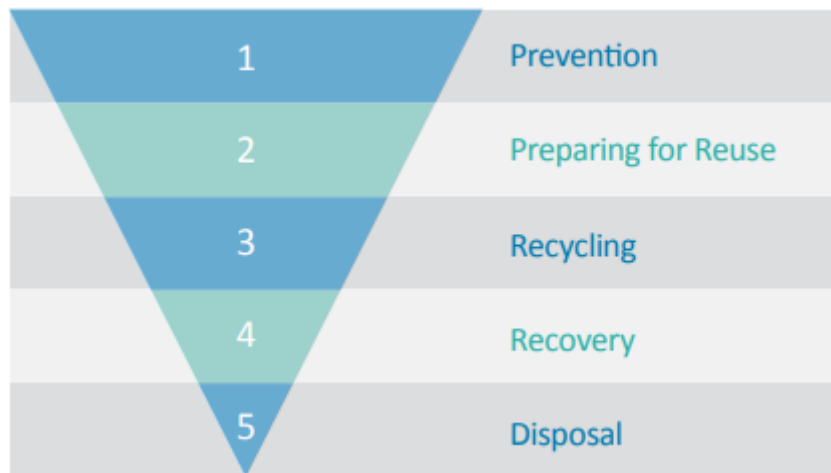 1 Prevention
2 Preparing for Reuse
3 Recycling
4 Recovery
5 Disposal